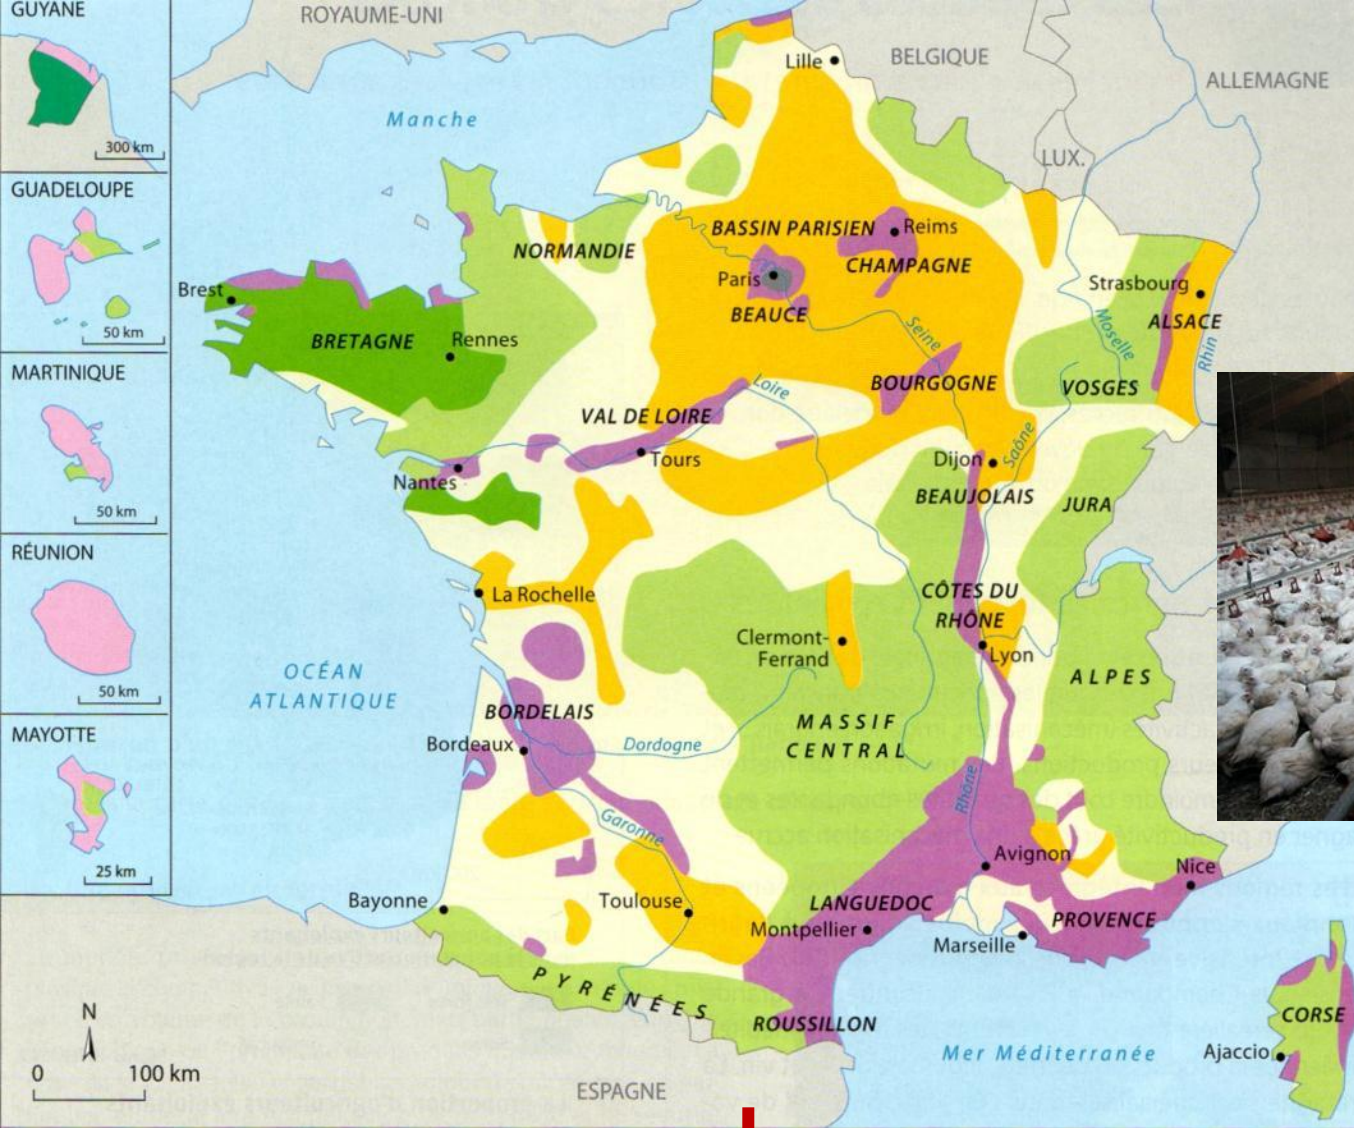 GUYANE
300 km
GUADELOUPE
50 km
MARTINIQUE
50 km
RÉUNION
50 km
MAYOTTE
25 km
ROYAUME-UNI
BELGIQUE
ALLEMAGNE
LUX.
Manche
Lille
BASSIN PARISIEN
Reims
NORMANDIE
CHAMPAGNE
Paris
BEAUCE
Strasbourg
ALSACE
Brest
BRETAGNE
Rennes
Seine
Moselle
Rhin
VOSGES
BOURGOGNE
Loire
VAL DE LOIRE
Tours
Nantes
Dijon
Saône
BEAUJOLAIS
JURA
La Rochelle
CÔTES DU
RHÔNE
Clermont-
Ferrand
Lyon
OCÉAN
ATLANTIQUE
ALPES
BORDELAIS
Bordeaux
Dordogne
MASSIF
CENTRAL
Rhône
Garonne
Avignon
Nice
Bayonne
Toulouse
LANGUEDOC
Montpellier
PROVENCE
Marseille
PYRÉNÉES
ROUSSILLON
CORSE
Ajaccio
Mer Méditerranée
ESPAGNE
N
0 100 km